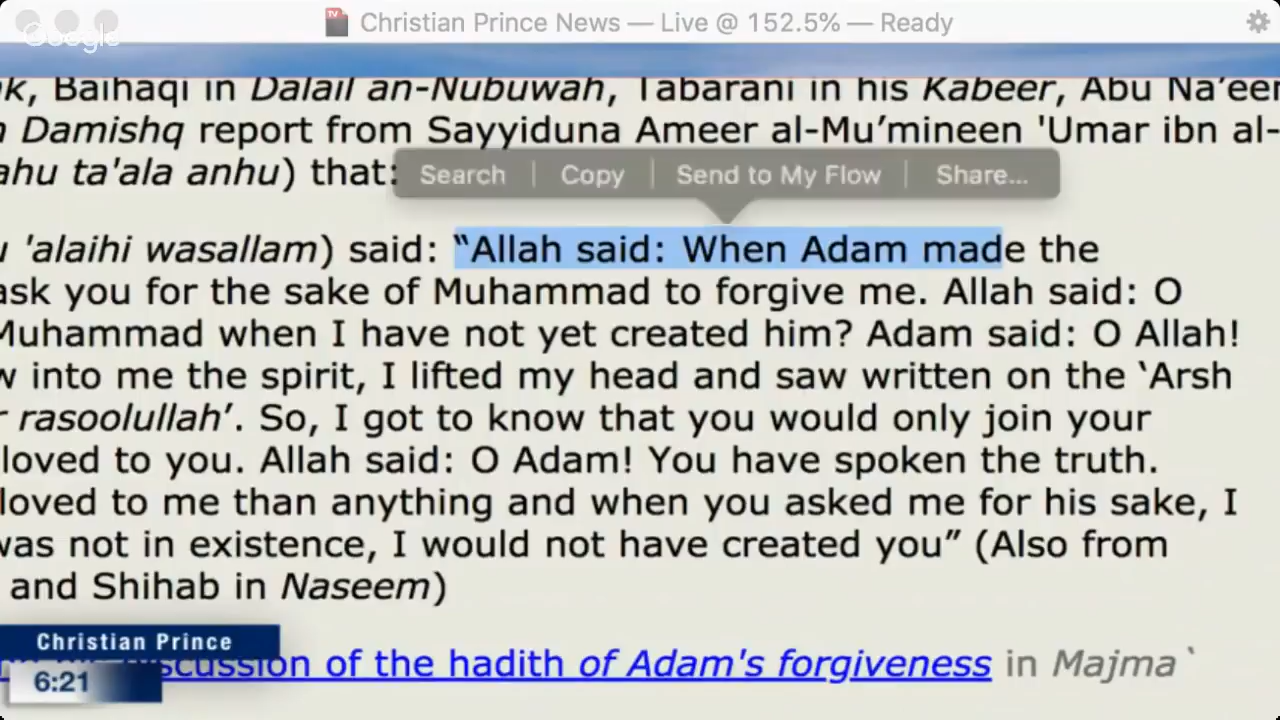 Christian Prince News — Live @ 152.5% — Ready
Google
ak, Baihaqi in Dalail an-Nubuwah, Tabarani in his Kabeer, Abu Na’eer
n Damishq report from Sayyiduna Ameer al-Mu’mineen 'Umar ibn al-
ahu ta'ala anhu) that:
Search Copy Send to My Flow Share...
u 'alaihi wasallam) said: “Allah said: When Adam made the
ask you for the sake of Muhammad to forgive me. Allah said: O
Muhammad when I have not yet created him? Adam said: O Allah!
w into me the spirit, I lifted my head and saw written on the ‘Arsh
r rasoolullah’. So, I got to know that you would only join your
loved to you. Allah said: O Adam! You have spoken the truth.
loved to me than anything and when you asked me for his sake, I
was not in existence, I would not have created you” (Also from
and Shihab in Naseem)
Christian Prince
scussion of the hadith of Adam's forgiveness in Majma`
6:21